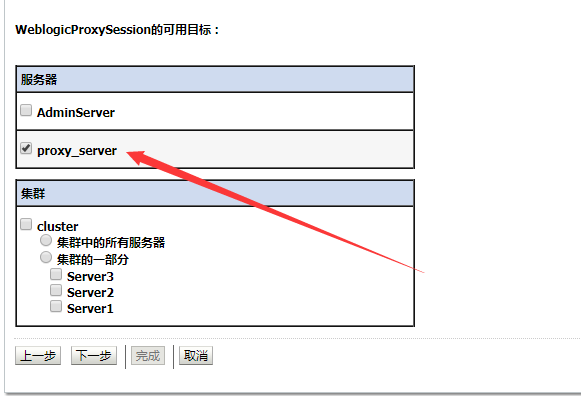 WeblogicProxySession的可用目标：
服务器
AdminServer
proxy_server
集群
cluster
集群中的所有服务器
集群的一部分
Server3
Server2
Server1
上一步 下一步 完成 取消